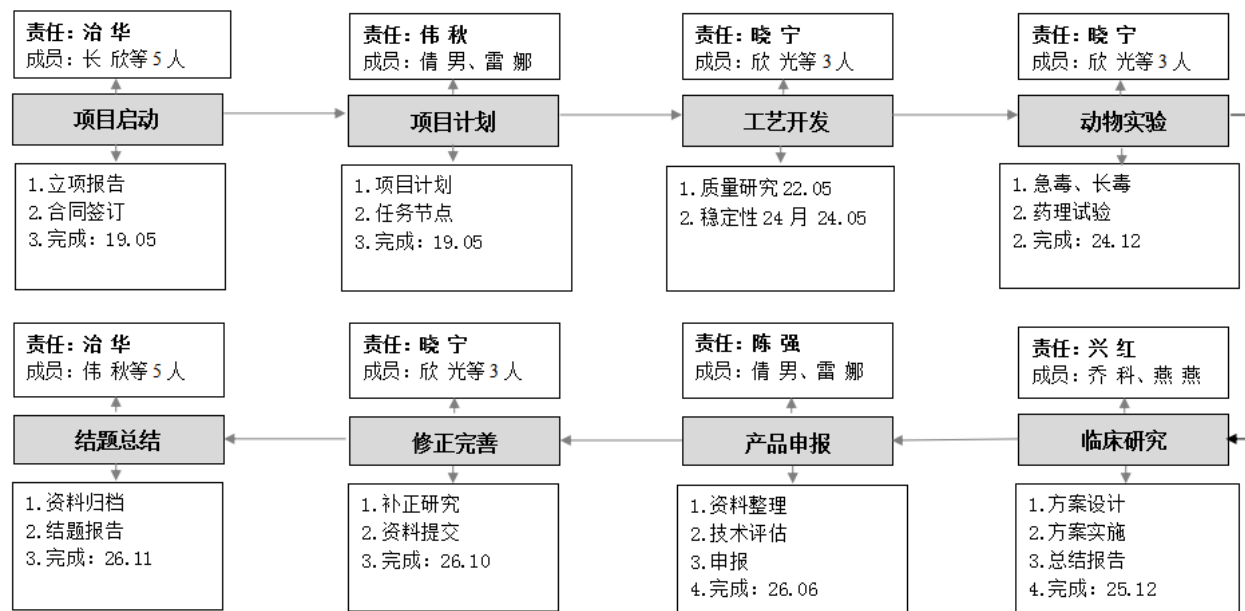 责任：治 华
成员：长 欣等5人
项目启动
1.立项报告
2.合同签订
3.完成：19.05
责任：伟 秋
成员：倩 男、雷 娜
项目计划
1.项目计划
2.任务节点
3.完成：19.05
责任：晓 宁
成员：欣 光等3人
工艺开发
1.质量研究22.05
2.稳定性24月 24.05
责任：晓 宁
成员：欣 光等3人
动物实验
1.急毒、长毒
2.药理试验
2.完成：24.12
责任：兴 红
成员：乔 科、燕 燕
临床研究
1.方案设计
2.方案实施
3.总结报告
4.完成：25.12
责任：陈 强
成员：倩 男、雷 娜
产品申报
1.资料整理
2.技术评估
3.申报
4.完成：26.06
责任：晓 宁
成员：欣 光等3人
修正完善
1.补正研究
2.资料提交
3.完成：26.10
责任：治 华
成员：伟 秋等5人
结题总结
1.资料归档
2.结题报告
3.完成：26.11